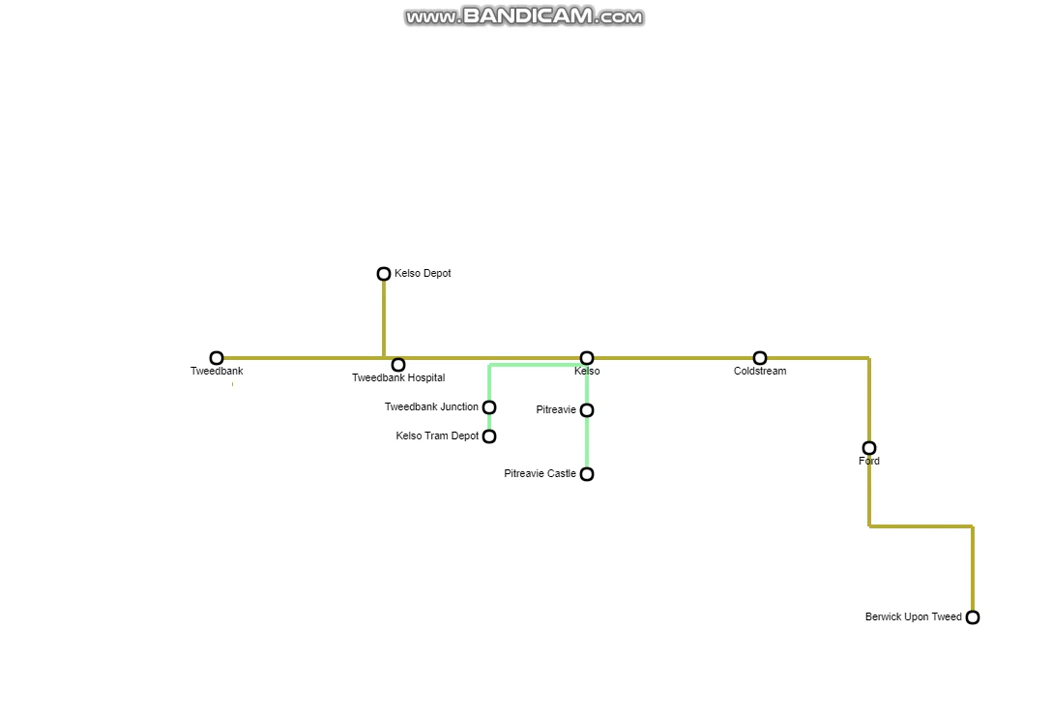 www.BANDICAM.com
Kelso Depot
Tweedbank
Tweedbank Hospital
Kelso
Coldstream
Tweedbank Junction
Pitreavie
Kelso Tram Depot
Ford
Pitreavie Castle
Berwick Upon Tweed